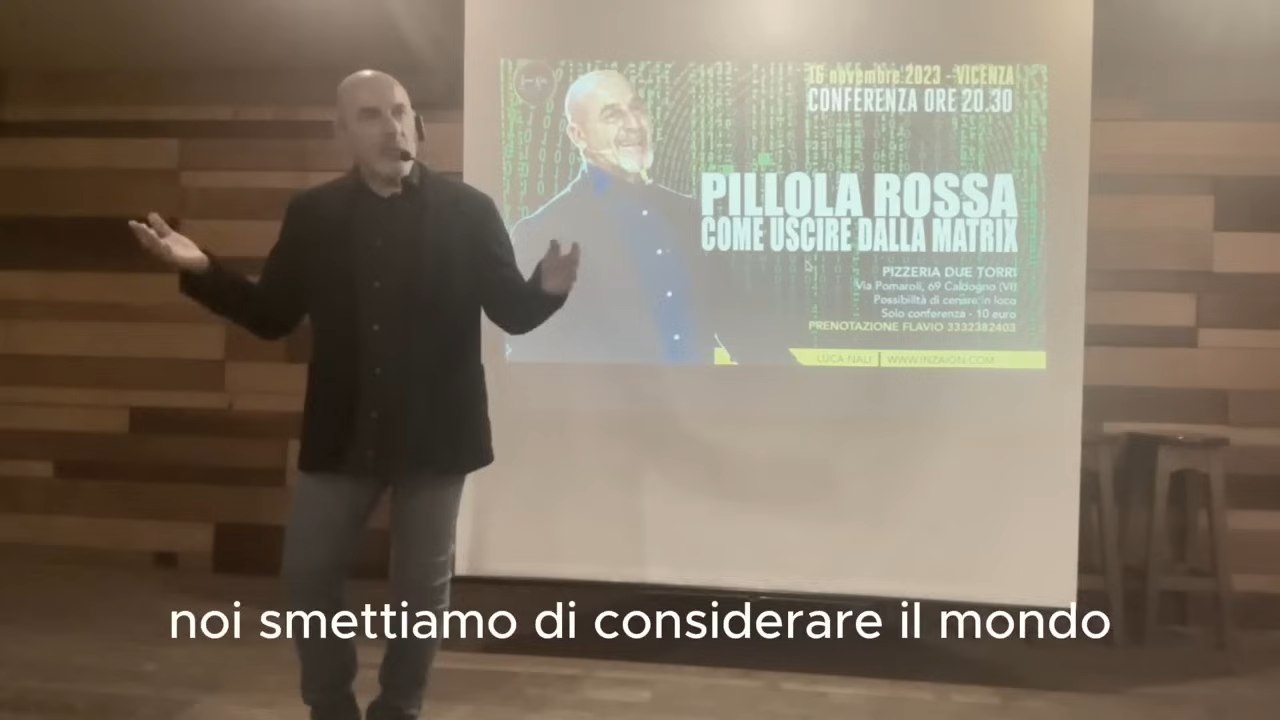 16 novembre 2023 - VICENZA
CONFERENZA ORE 20.30
PILLOLA ROSSA
COME USCIRE DALLA MATRIX
PIZZERIA DUE TORRI
Via Pomaroli, 69 Caldogno (VI)
Possibilità di cenare in loco
Solo conferenza - 10 euro
PRENOTAZIONE FLAVIO 3332382403
LUCA NALI | WWW.INZAION.COM
noi smettiamo di considerare il mondo